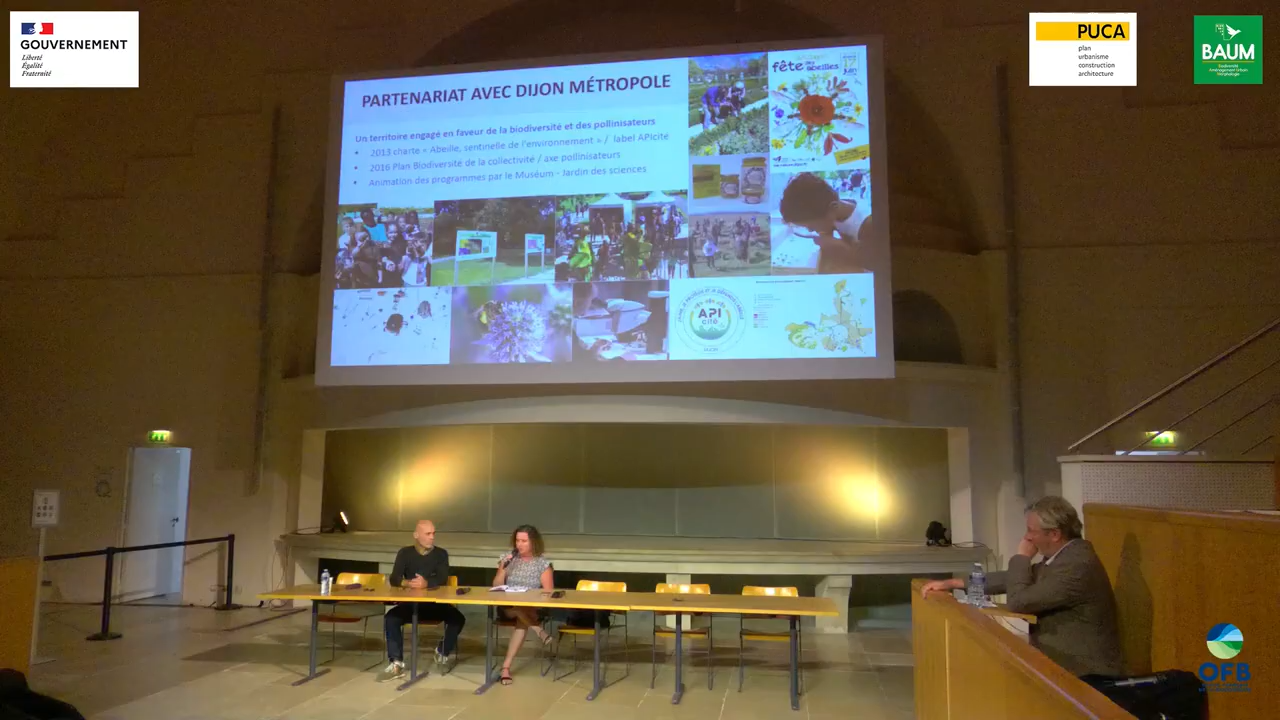 GOUVERNEMENT
Liberté
Égalité
Fraternité
PUCA
plan
urbanisme
construction
architecture
BAUM
PARTENARIAT AVEC DIJON MÉTROPOLE
Un territoire engagé en faveur de la biodiversité et des pollinisateurs
• 2013 charte « Abeille, sentinelle de l'environnement » / label APIcité
• 2016 Plan Biodiversité de la collectivité / axe pollinisateurs
• Animation des programmes par le Muséum - Jardin des sciences
fête des abeilles
API
cité
OFB